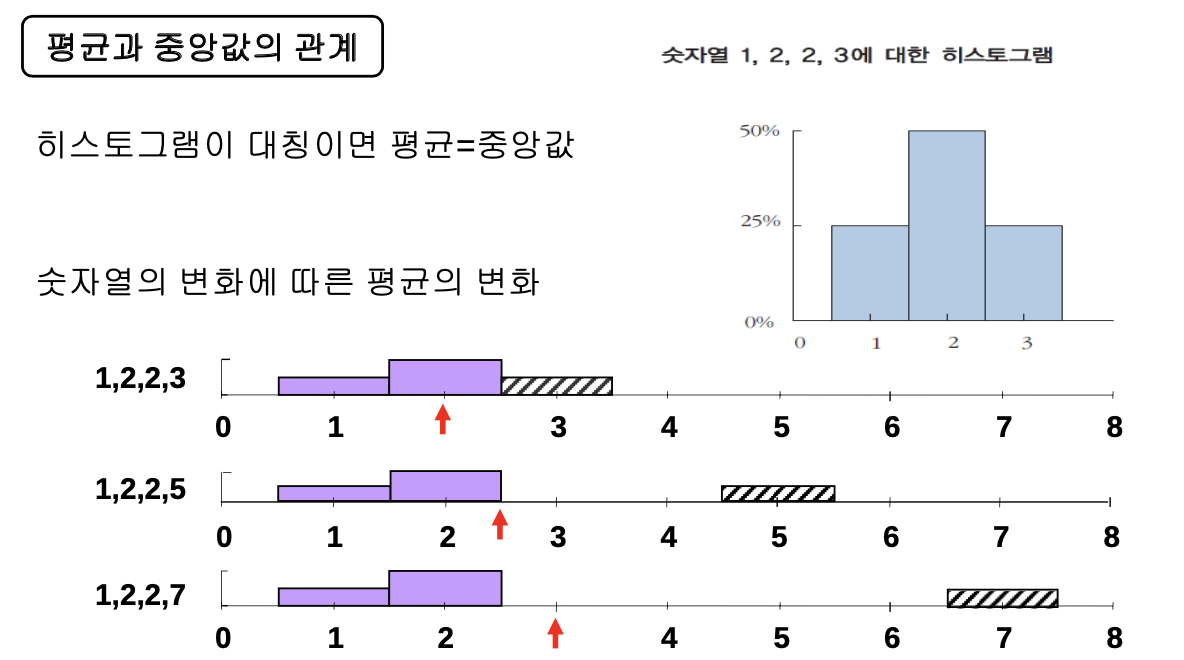 평균과 중앙값의 관계
히스토그램이 대칭이면 평균=중앙값
숫자열의 변화에 따른 평균의 변화
숫자열 1, 2, 2, 3에 대한 히스토그램
50%
25%
0%
0 1 2 3
1,2,2,3
0 1 3 4 5 6 7 8
1,2,2,5
0 1 2 3 4 5 6 7 8
1,2,2,7
0 1 2 4 5 6 7 8